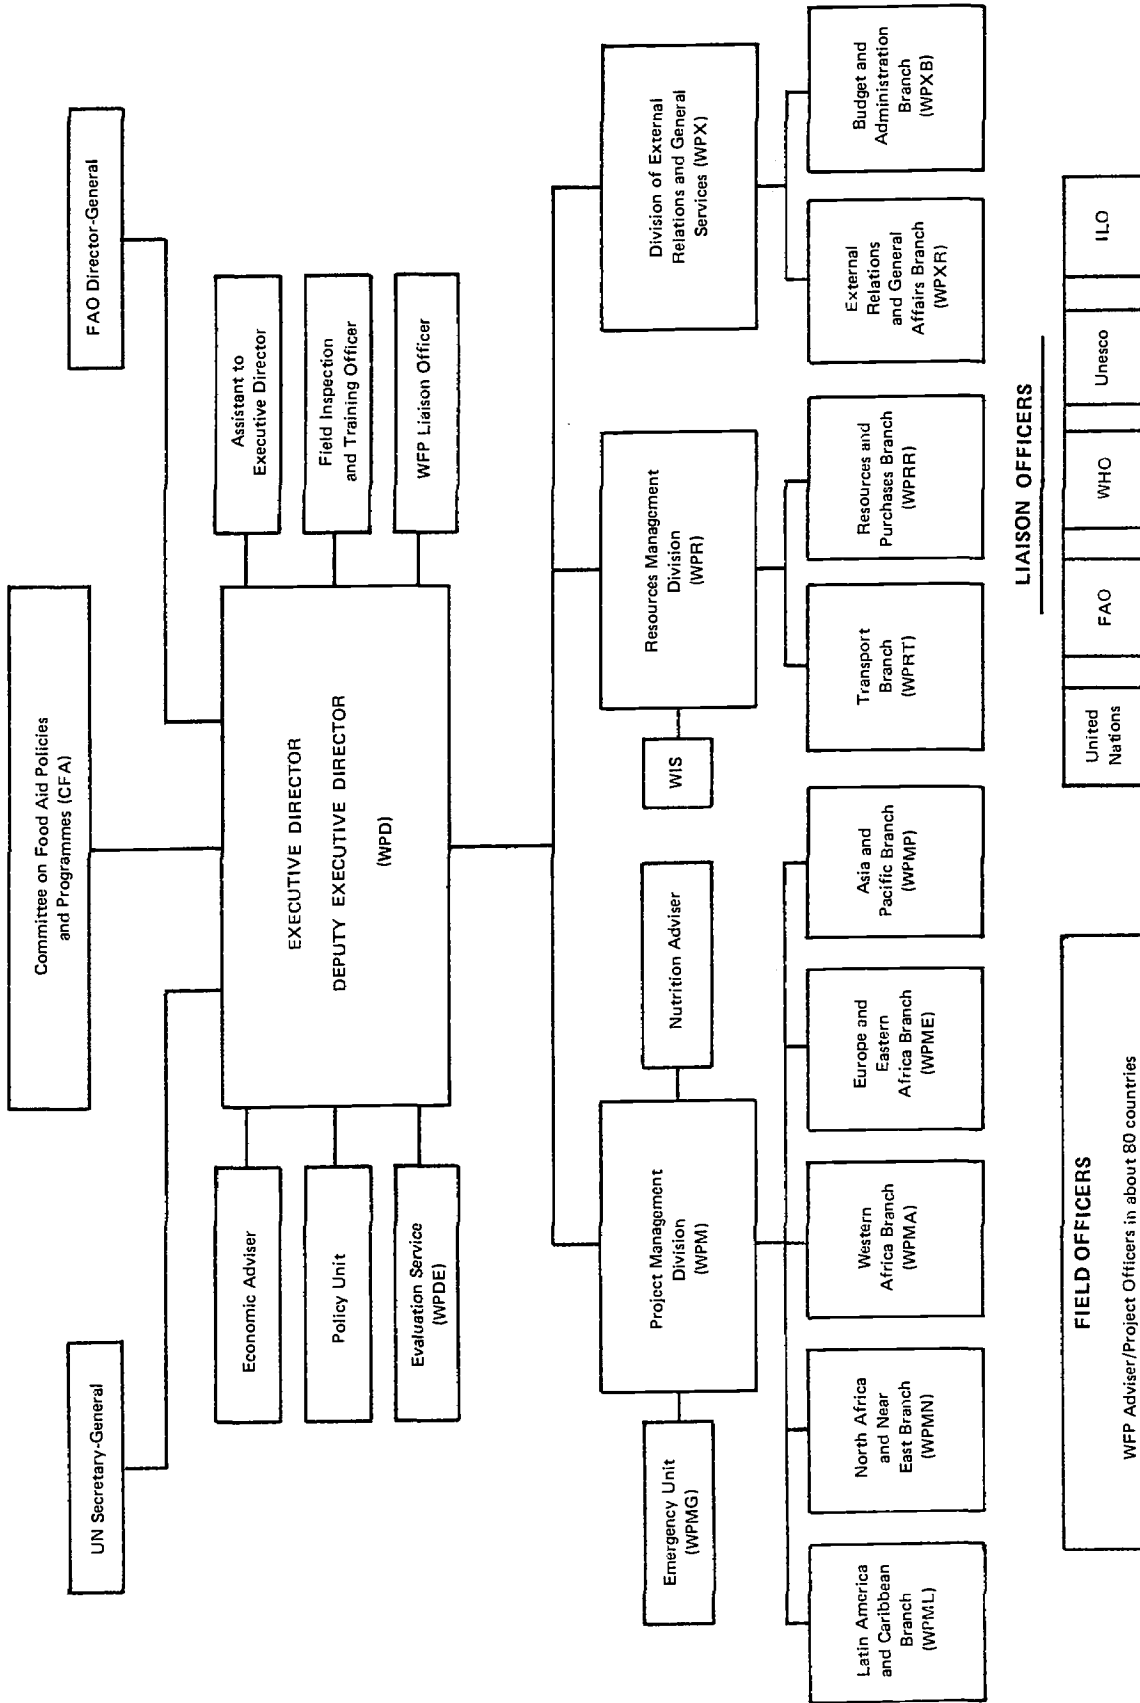 Committee on Food Aid Policies
and Programmes (CFA)
UN Secretary-General
FAO Director-General
EXECUTIVE DIRECTOR
DEPUTY EXECUTIVE DIRECTOR
(WPD)
Economic Adviser
Policy Unit
Evaluation Service
(WPDE)
Assistant to
Executive Director
Field Inspection
and Training Officer
WFP Liaison Officer
Emergency Unit
(WPMG)
Project Management
Division
(WPM)
Nutrition Adviser
WIS
Resources Management
Division
(WPR)
Division of External
Relations and General
Services (WPX)
Latin America
and Caribbean
Branch
(WPML)
North Africa
and Near
East Branch
(WPMN)
Western
Africa Branch
(WPMA)
Europe and
Eastern
Africa Branch
(WPME)
Asia and
Pacific Branch
(WPMP)
Transport
Branch
(WPRT)
Resources and
Purchases Branch
(WPRR)
External
Relations
and General
Affairs Branch
(WPXR)
Budget and
Administration
Branch
(WPXB)
FIELD OFFICERS
WFP Adviser/Project Officers in about 80 countries
LIAISON OFFICERS
United
Nations
FAO
WHO
Unesco
ILO